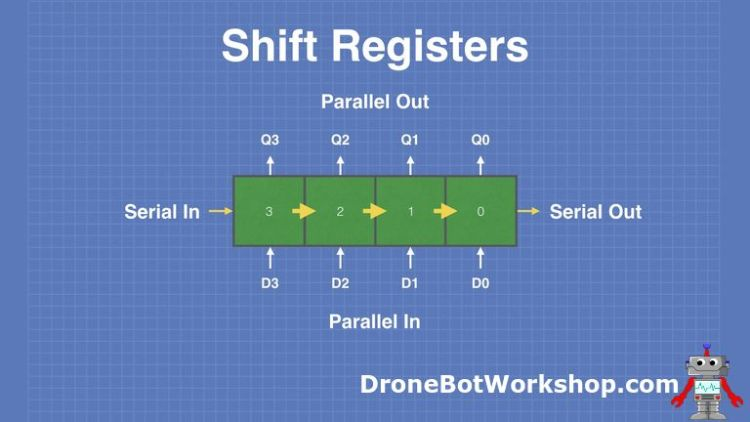 Shift Registers
Parallel Out
Q3 Q2 Q1 Q0
Serial In 3 2 1 0 Serial Out
D3 D2 D1 D0
Parallel In
DroneBotWorkshop.com